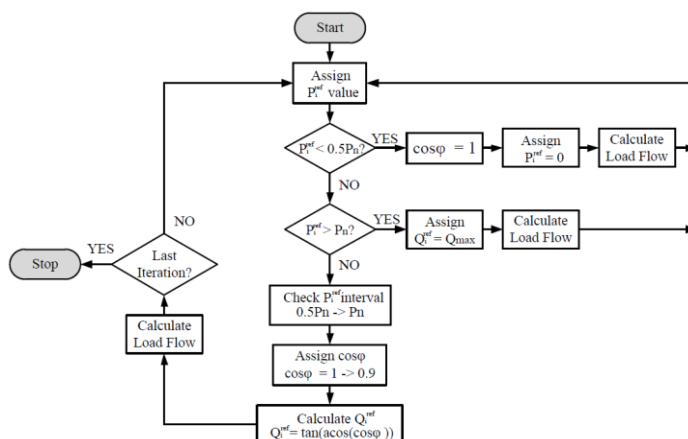 Start
Assign
Pᵢʳᵉᶠ value
Pᵢʳᵉᶠ < 0.5Pn?
YES
cosφ = 1
Assign
Pᵢʳᵉᶠ = 0
Calculate
Load Flow
NO
Pᵢʳᵉᶠ > Pn?
YES
Assign
Qᵢʳᵉᶠ = Qmax
Calculate
Load Flow
NO
Check Pᵢʳᵉᶠ interval
0.5Pn -> Pn
Assign cosφ
cosφ = 1 -> 0.9
Calculate Qᵢʳᵉᶠ
Qᵢʳᵉᶠ = tan(acos(cosφ ))
Calculate
Load Flow
Last
Iteration?
NO
YES
Stop